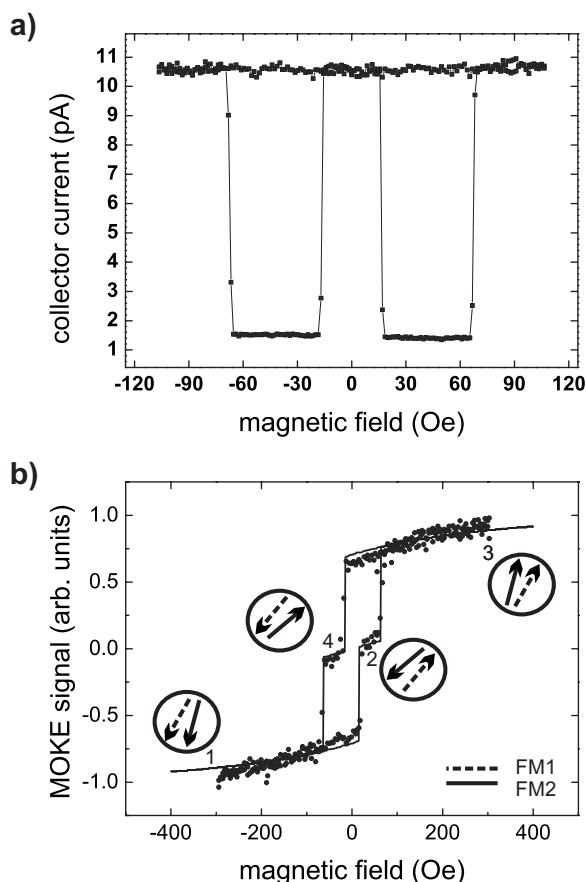 a)
11
10
9
8
7
6
5
4
3
2
1
collector current (pA)
-120 -90 -60 -30 0 30 60 90 120
magnetic field (Oe)
b)
1.0
0.5
0.0
-0.5
-1.0
MOKE signal (arb. units)
3
4
2
1
FM1
FM2
-400 -200 0 200 400
magnetic field (Oe)